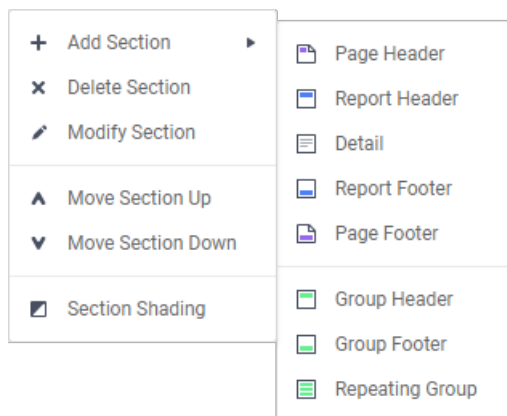 Add Section
Delete Section
Modify Section
Move Section Up
Move Section Down
Section Shading
Page Header
Report Header
Detail
Report Footer
Page Footer
Group Header
Group Footer
Repeating Group